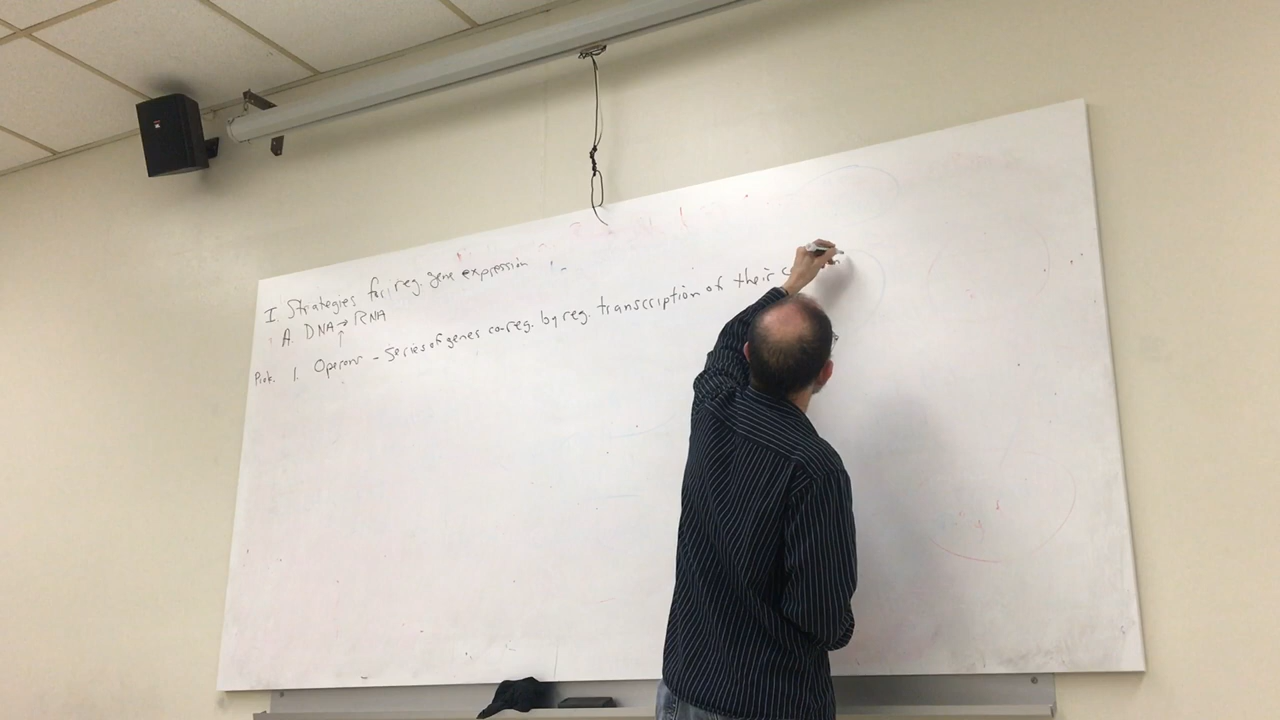 I. Strategies for reg. gene expression
A. DNA → RNA
↑
Prok. 1. Operons - Series of genes co-reg. by reg. transcription of their